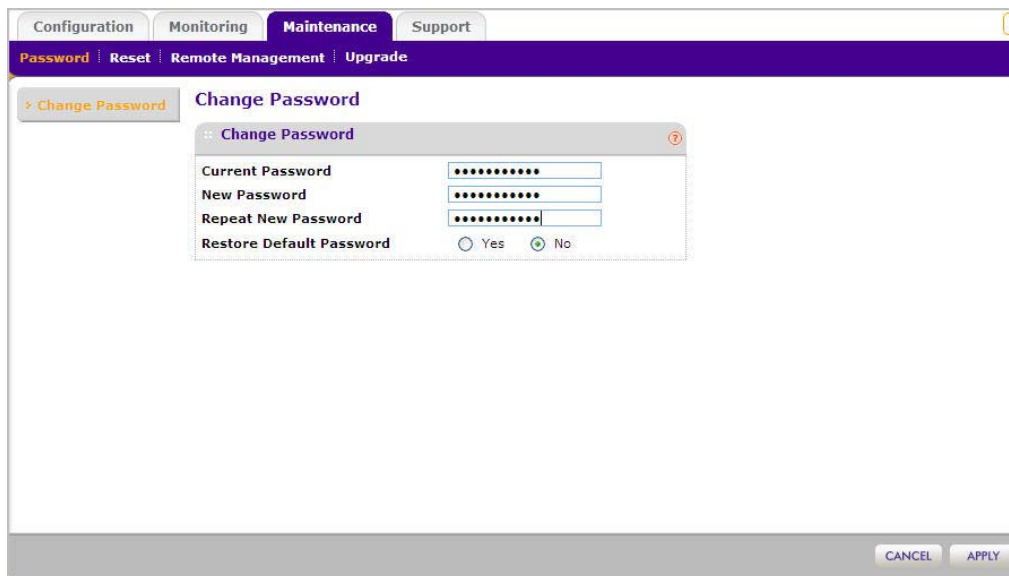 Configuration Monitoring Maintenance Support
Password Reset Remote Management Upgrade
Change Password
Change Password
Change Password
?
Current Password •••••••••••
New Password •••••••••••
Repeat New Password •••••••••••
Restore Default Password Yes No
CANCEL APPLY